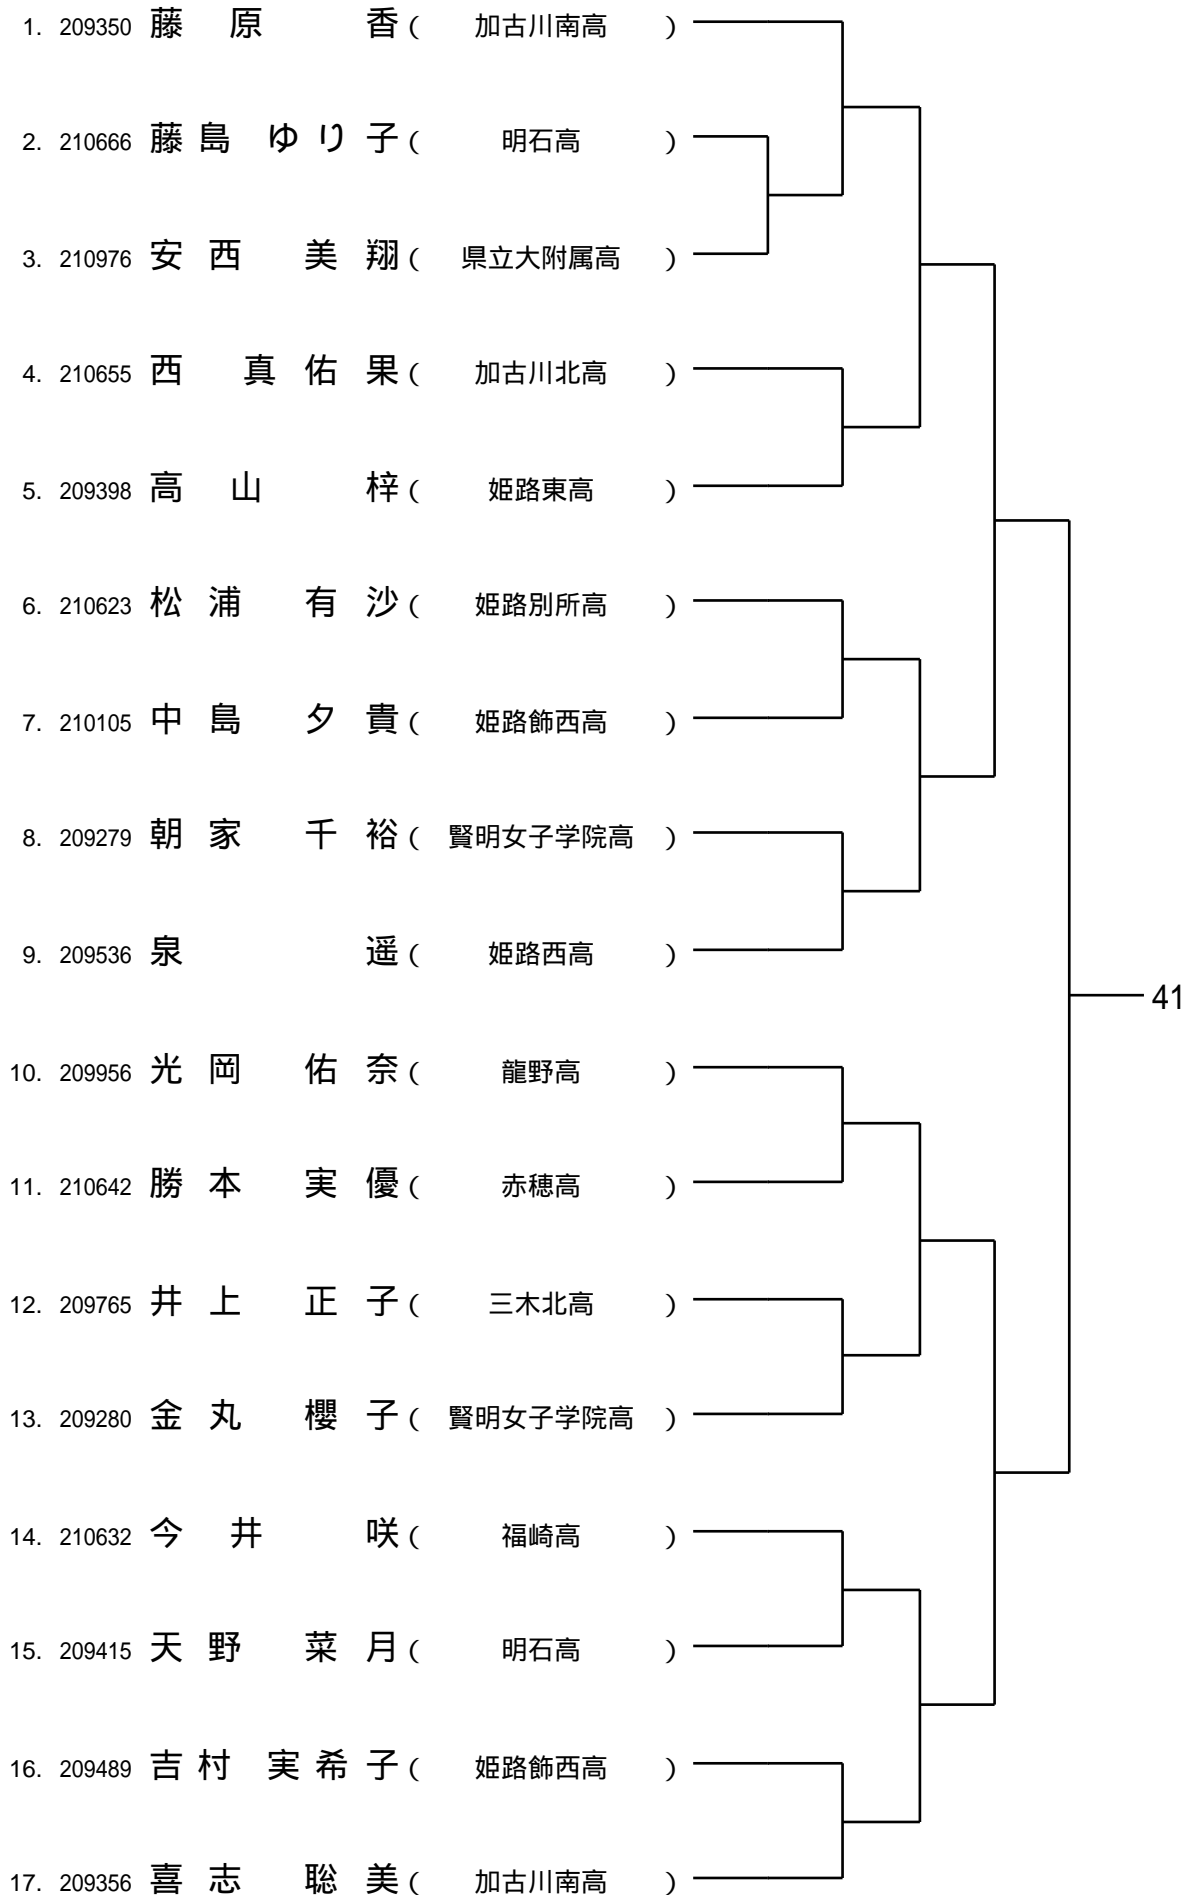 1. 209350 藤 原 香 ( 加古川南高 )
2. 210666 藤 島 ゆ り 子 ( 明石高 )
3. 210976 安 西 美 翔 ( 県立大附属高 )
4. 210655 西 真 佑 果 ( 加古川北高 )
5. 209398 高 山 梓 ( 姫路東高 )
6. 210623 松 浦 有 沙 ( 姫路別所高 )
7. 210105 中 島 夕 貴 ( 姫路飾西高 )
8. 209279 朝 家 千 裕 ( 賢明女子学院高 )
9. 209536 泉 遥 ( 姫路西高 )
41
10. 209956 光 岡 佑 奈 ( 龍野高 )
11. 210642 勝 本 実 優 ( 赤穂高 )
12. 209765 井 上 正 子 ( 三木北高 )
13. 209280 金 丸 櫻 子 ( 賢明女子学院高 )
14. 210632 今 井 咲 ( 福崎高 )
15. 209415 天 野 菜 月 ( 明石高 )
16. 209489 吉 村 実 希 子 ( 姫路飾西高 )
17. 209356 喜 志 聡 美 ( 加古川南高 )